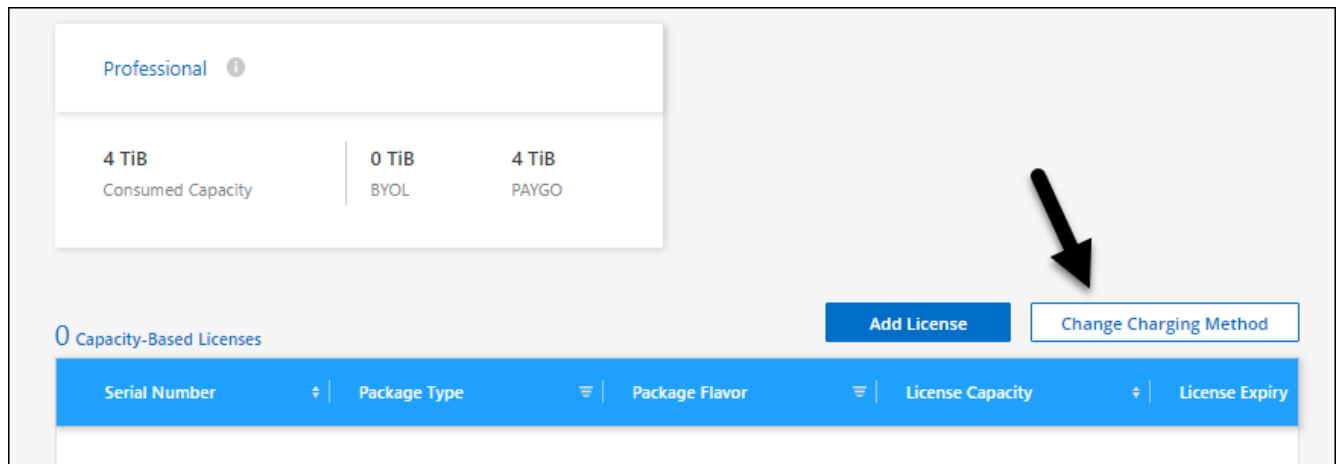 Professional
4 TiB 0 TiB 4 TiB
Consumed Capacity BYOL PAYGO
Add License Change Charging Method
0 Capacity-Based Licenses
Serial Number Package Type Package Flavor License Capacity License Expiry